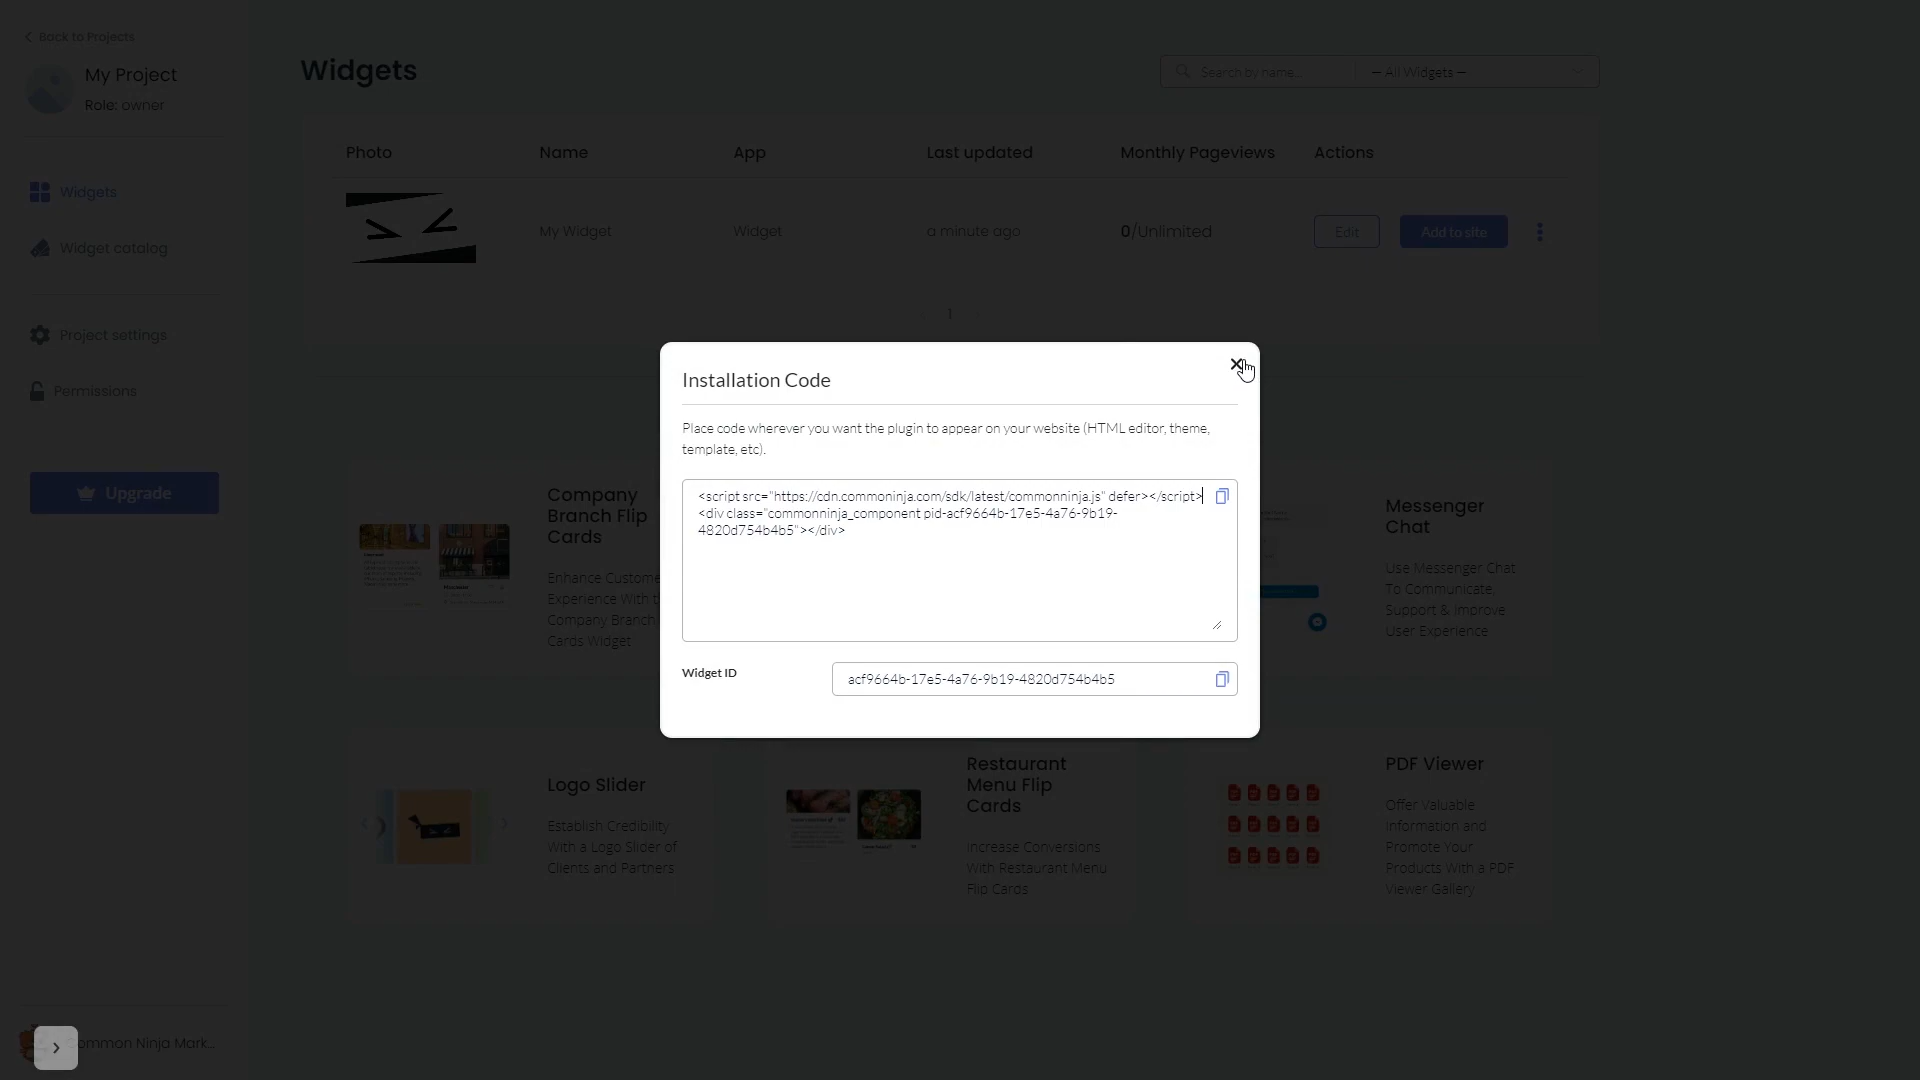 Back to Projects
My Project
Role: owner
Widgets
Widget catalog
Project settings
Permissions
Upgrade
Widgets
Search by name...
— All Widgets —
Photo
Name
App
Last updated
Monthly Pageviews
Actions
My Widget
Widget
a minute ago
0/Unlimited
Edit
Add to site
1
Installation Code
Place code wherever you want the plugin to appear on your website (HTML editor, theme,
template, etc).
<script src="https://cdn.commoninja.com/sdk/latest/commonninja.js" defer></script>
<div class="commonninja_component pid-acf9664b-17e5-4a76-9b19-
4820d754b4b5"></div>
Widget ID
acf9664b-17e5-4a76-9b19-4820d754b4b5
Company
Branch Flip
Cards
Enhance Custome
Experience With t
Company Branch
Cards Widget
Messenger
Chat
Use Messenger Chat
To Communicate,
Support & Improve
User Experience
Logo Slider
Establish Credibility
With a Logo Slider of
Clients and Partners
Restaurant
Menu Flip
Cards
Increase Conversions
With Restaurant Menu
Flip Cards
PDF Viewer
Offer Valuable
Information and
Promote Your
Products With a PDF
Viewer Gallery
ommon Ninja Mark...